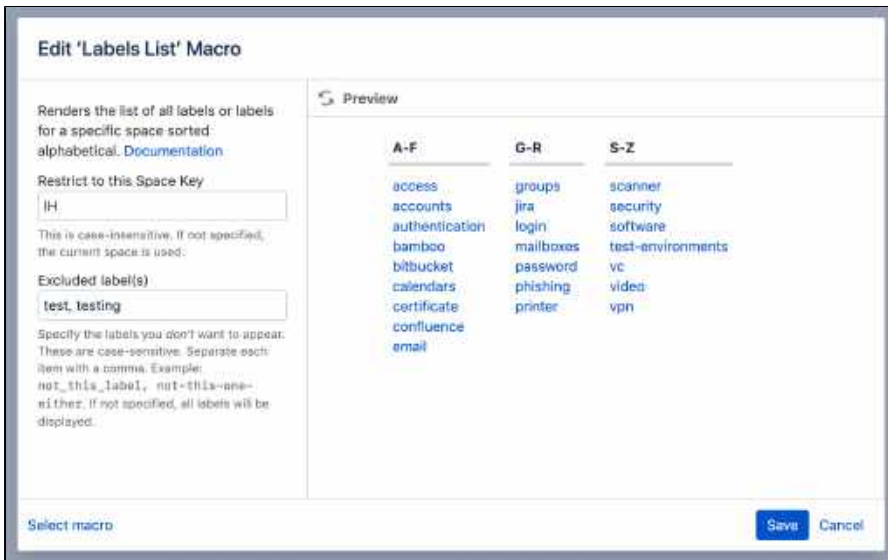 Edit 'Labels List' Macro
Renders the list of all labels or labels
for a specific space sorted
alphabetical. Documentation
Restrict to this Space Key
IH
This is case-insensitive. If not specified,
the current space is used.
Excluded label(s)
test, testing
Specify the labels you don't want to appear.
These are case-sensitive. Separate each
item with a comma. Example:
not_this_label, not-this-one-
either. If not specified, all labels will be
displayed.
Preview
A-F
access
accounts
authentication
bamboo
bitbucket
calendars
certificate
confluence
email
G-R
groups
jira
login
mailboxes
password
phishing
printer
S-Z
scanner
security
software
test-environments
vc
video
vpn
Select macro
Save
Cancel